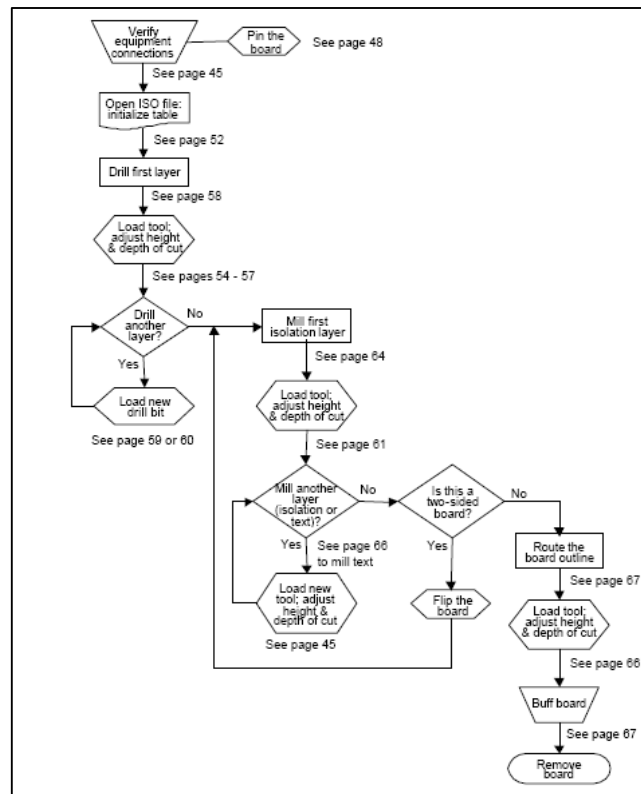 Verify
equipment
connections
Pin the
board
See page 48
See page 45
Open ISO file:
initialize table
See page 52
Drill first layer
See page 58
Load tool;
adjust height
& depth of cut
See pages 54 - 57
Drill
another
layer?
No
Yes
Load new
drill bit
See page 59 or 60
Mill first
isolation layer
See page 64
Load tool;
adjust height
& depth of cut
See page 61
Mill another
layer
(isolation or
text)?
No
Yes
See page 66
to mill text
Load new
tool; adjust
height &
depth of cut
See page 45
Is this a
two-sided
board?
No
Yes
Flip the
board
Route the
board outline
See page 67
Load tool;
adjust height
& depth of cut
See page 66
Buff board
See page 67
Remove
board